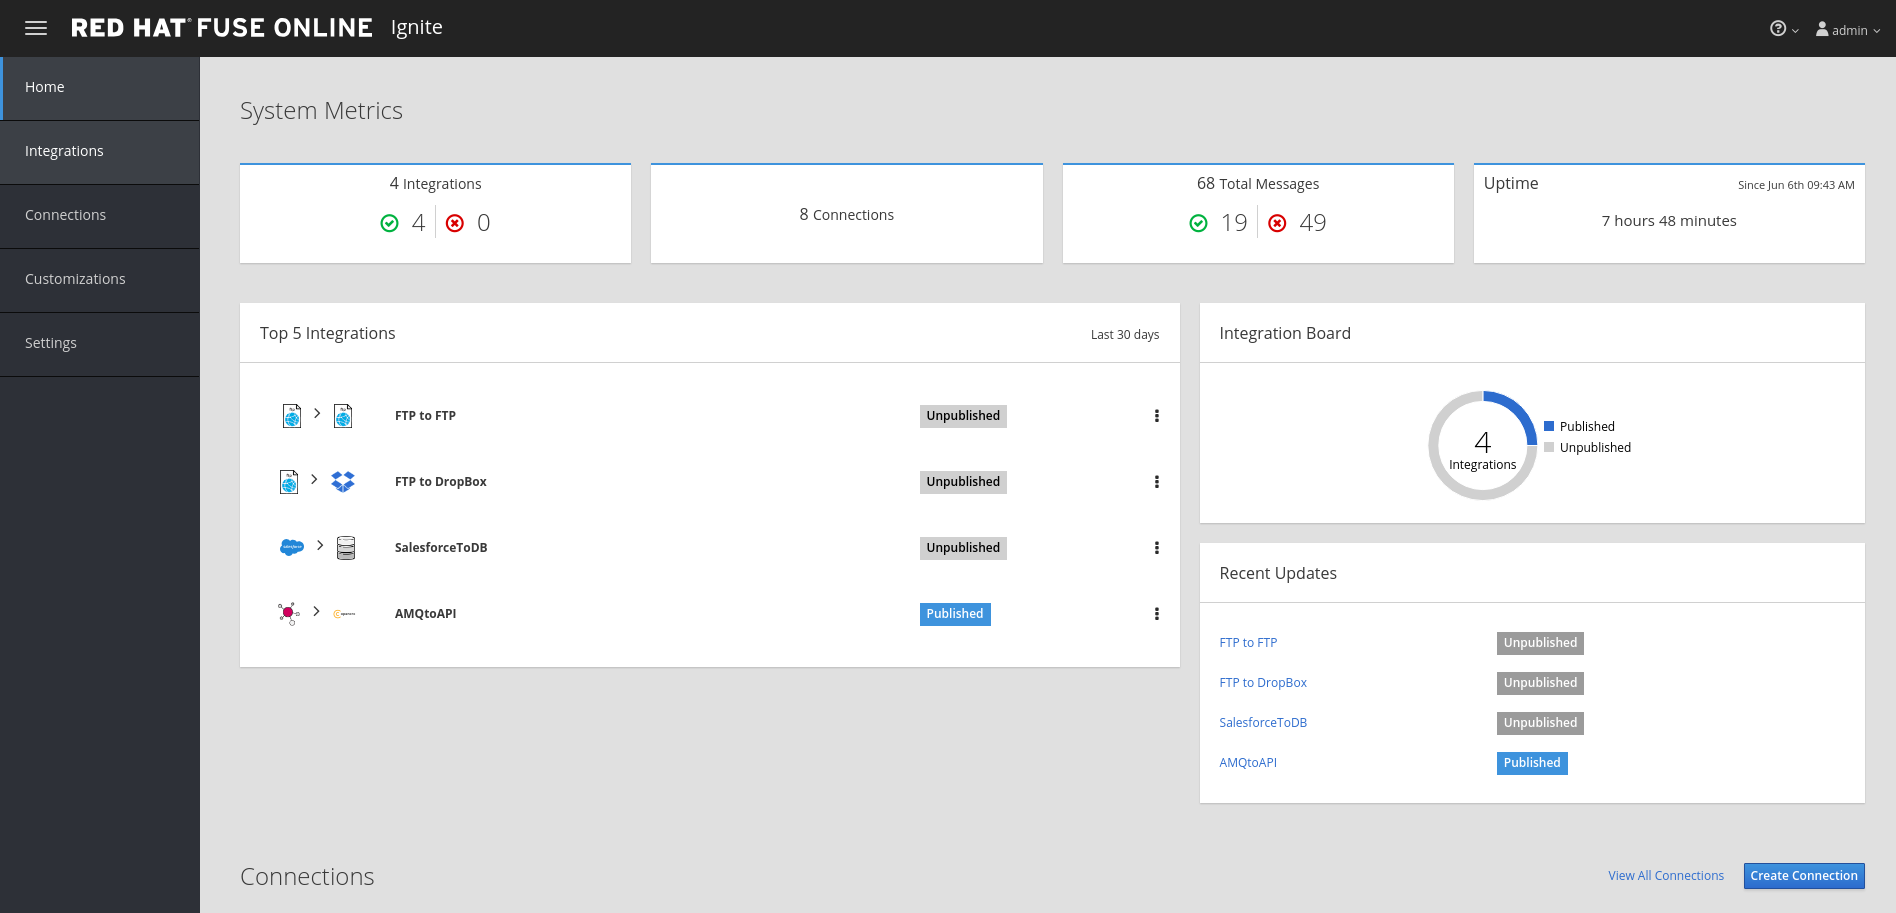 RED HAT® FUSE ONLINE Ignite
admin
Home
Integrations
Connections
Customizations
Settings
System Metrics
4 Integrations
4 0
8 Connections
68 Total Messages
19 49
Uptime Since Jun 6th 09:43 AM
7 hours 48 minutes
Top 5 Integrations Last 30 days
FTP to FTP Unpublished
FTP to DropBox Unpublished
SalesforceToDB Unpublished
AMQtoAPI Published
Integration Board
4
Integrations
Published
Unpublished
Recent Updates
FTP to FTP Unpublished
FTP to DropBox Unpublished
SalesforceToDB Unpublished
AMQtoAPI Published
Connections View All Connections Create Connection